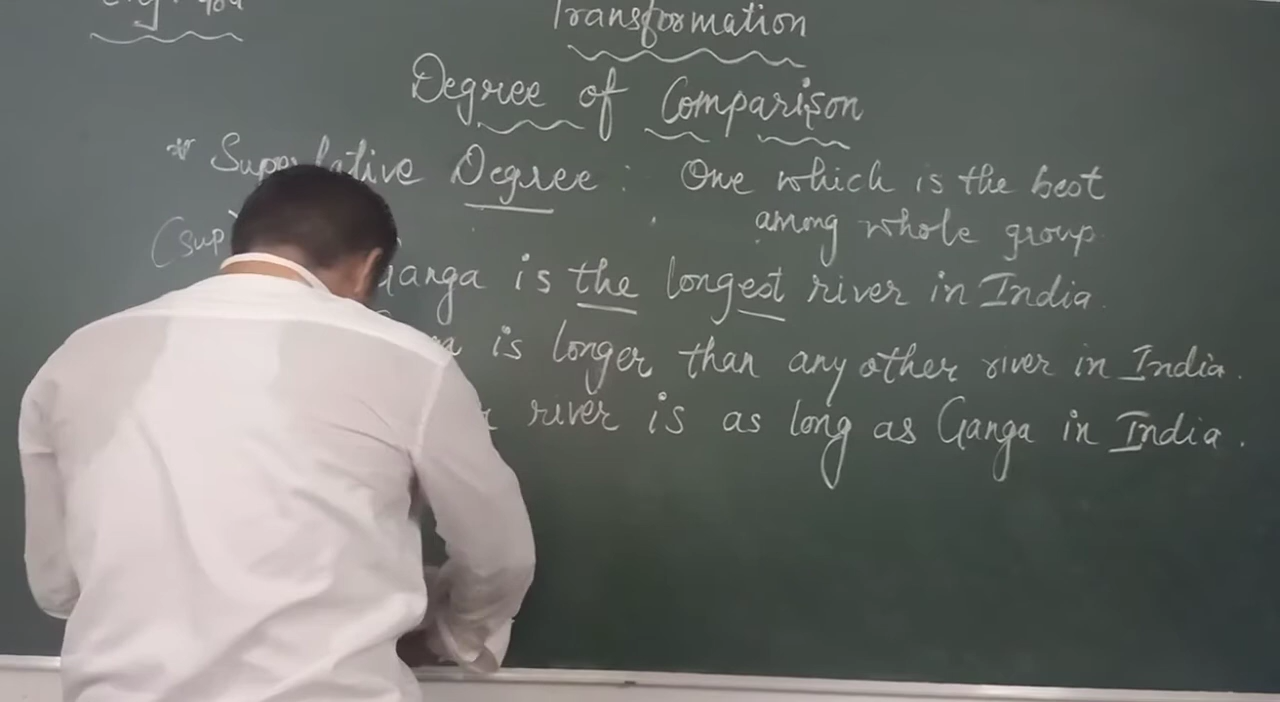 Transformation
Degree of Comparison
* Superlative Degree : One which is the best
among whole group
(sup
Ganga is the longest river in India.
is longer than any other river in India.
river is as long as Ganga in India.